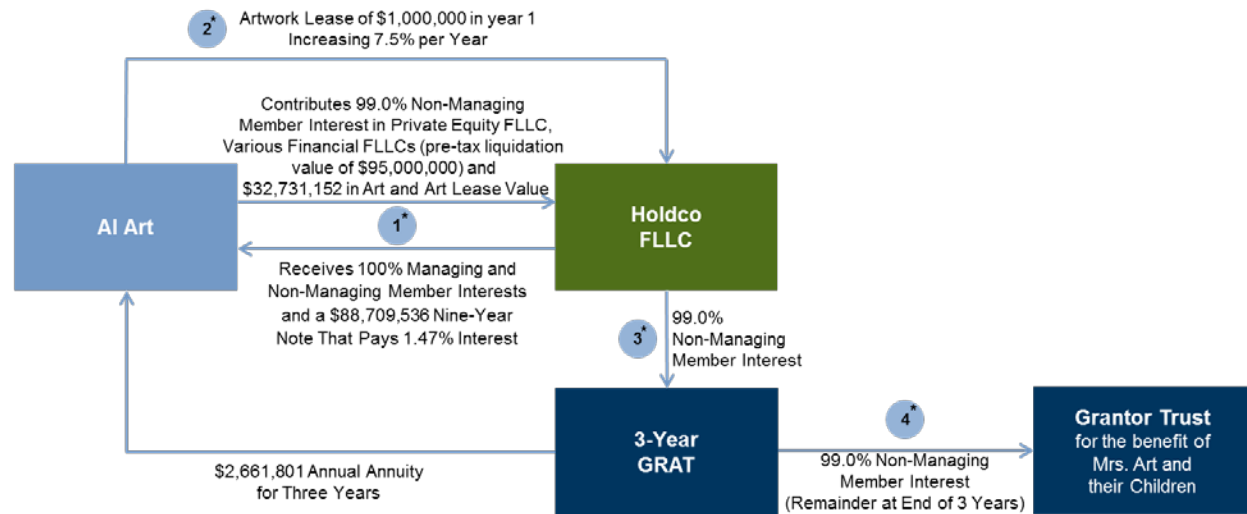 2*
Artwork Lease of $1,000,000 in year 1
Increasing 7.5% per Year
Contributes 99.0% Non-Managing
Member Interest in Private Equity FLLC,
Various Financial FLLCs (pre-tax liquidation
value of $95,000,000) and
$32,731,152 in Art and Art Lease Value
Al Art
Holdco
FLLC
1*
Receives 100% Managing and
Non-Managing Member Interests
and a $88,709,536 Nine-Year
Note That Pays 1.47% Interest
3*
99.0%
Non-Managing
Member Interest
3-Year
GRAT
4*
99.0% Non-Managing
Member Interest
(Remainder at End of 3 Years)
Grantor Trust
for the benefit of
Mrs. Art and
their Children
$2,661,801 Annual Annuity
for Three Years